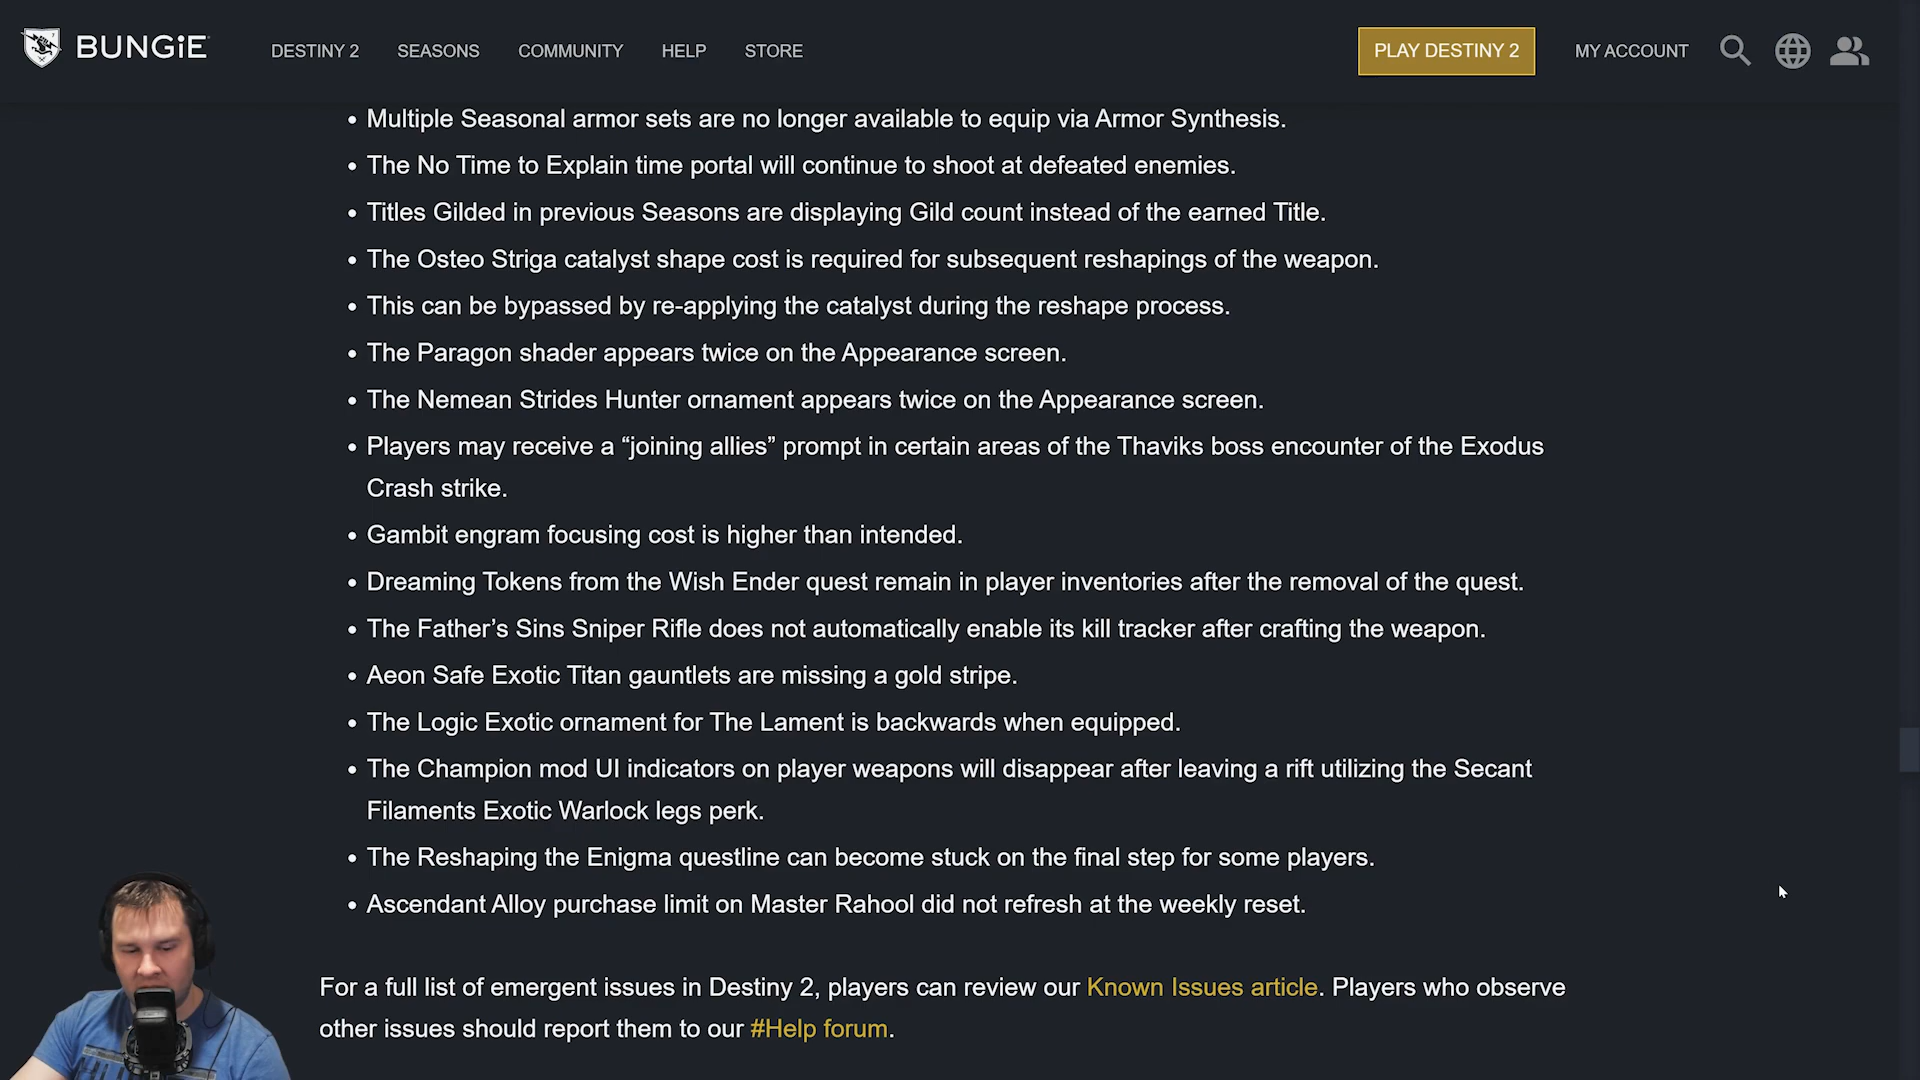 BUNGiE
DESTINY 2
SEASONS
COMMUNITY
HELP
STORE
PLAY DESTINY 2
MY ACCOUNT
• Multiple Seasonal armor sets are no longer available to equip via Armor Synthesis.
• The No Time to Explain time portal will continue to shoot at defeated enemies.
• Titles Gilded in previous Seasons are displaying Gild count instead of the earned Title.
• The Osteo Striga catalyst shape cost is required for subsequent reshapings of the weapon.
• This can be bypassed by re-applying the catalyst during the reshape process.
• The Paragon shader appears twice on the Appearance screen.
• The Nemean Strides Hunter ornament appears twice on the Appearance screen.
• Players may receive a “joining allies” prompt in certain areas of the Thaviks boss encounter of the Exodus
Crash strike.
• Gambit engram focusing cost is higher than intended.
• Dreaming Tokens from the Wish Ender quest remain in player inventories after the removal of the quest.
• The Father’s Sins Sniper Rifle does not automatically enable its kill tracker after crafting the weapon.
• Aeon Safe Exotic Titan gauntlets are missing a gold stripe.
• The Logic Exotic ornament for The Lament is backwards when equipped.
• The Champion mod UI indicators on player weapons will disappear after leaving a rift utilizing the Secant
Filaments Exotic Warlock legs perk.
• The Reshaping the Enigma questline can become stuck on the final step for some players.
• Ascendant Alloy purchase limit on Master Rahool did not refresh at the weekly reset.
For a full list of emergent issues in Destiny 2, players can review our Known Issues article. Players who observe
other issues should report them to our #Help forum.